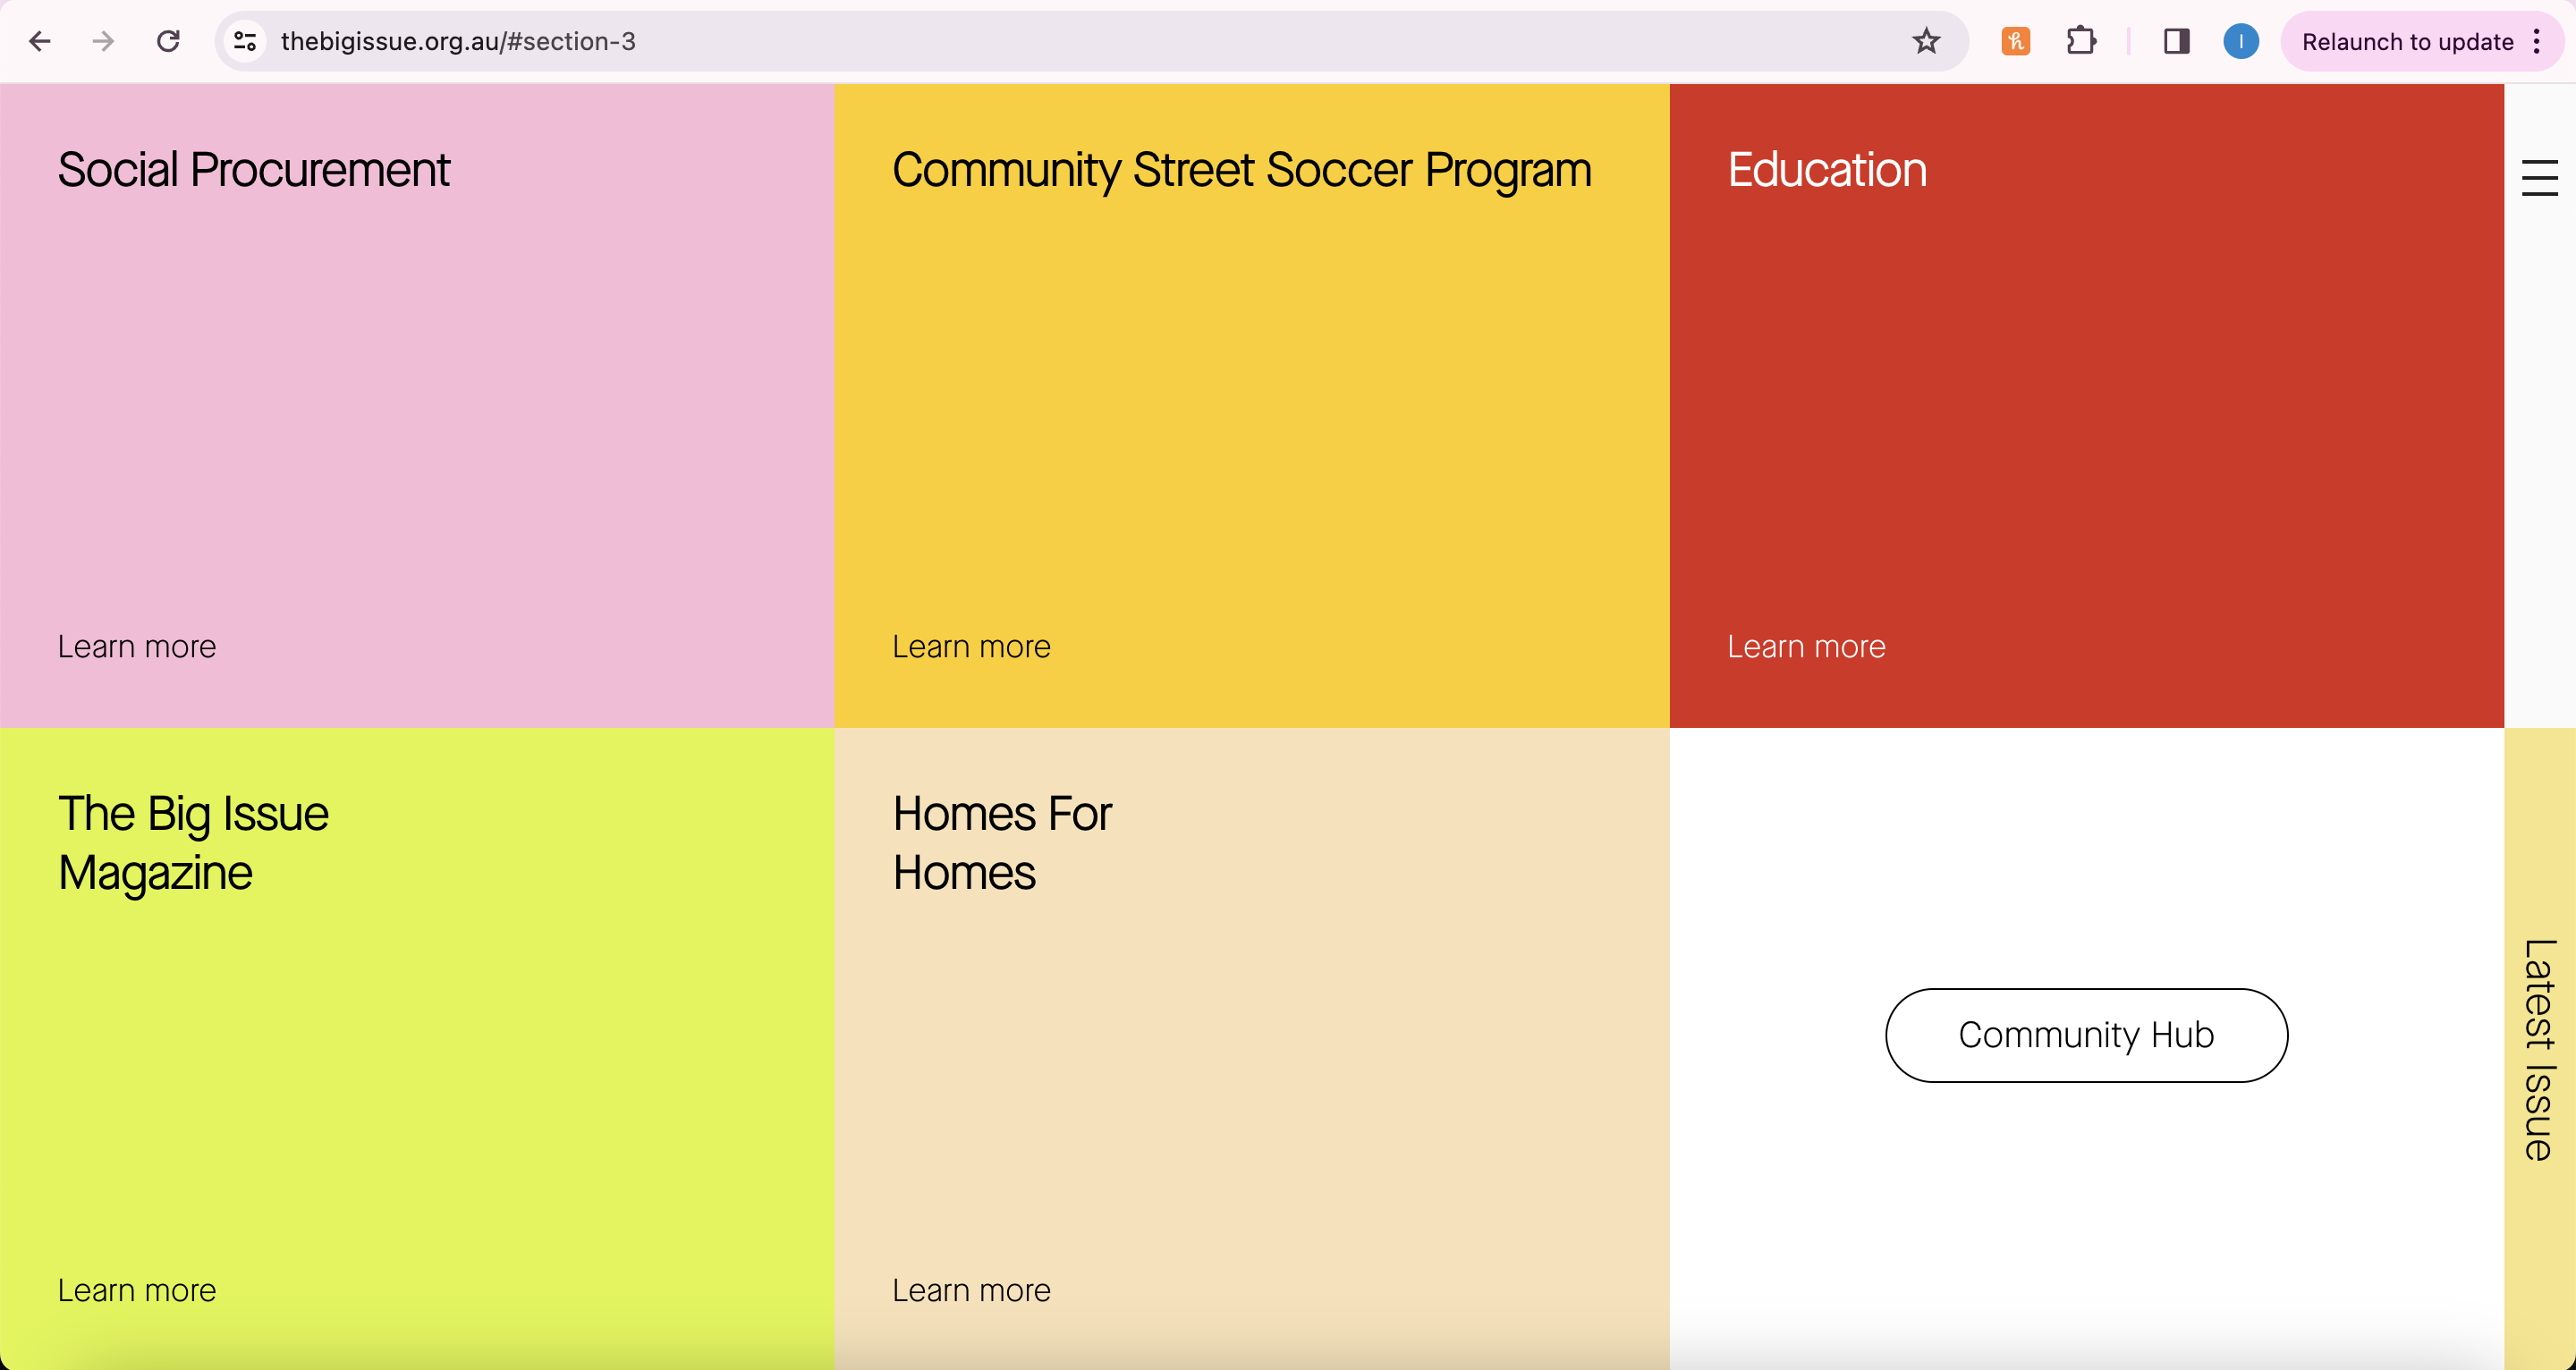 thebigissue.org.au/#section-3
I
Relaunch to update
Social Procurement
Community Street Soccer Program
Education
Learn more
Learn more
Learn more
The Big Issue
Magazine
Homes For
Homes
Community Hub
Latest Issue
Learn more
Learn more